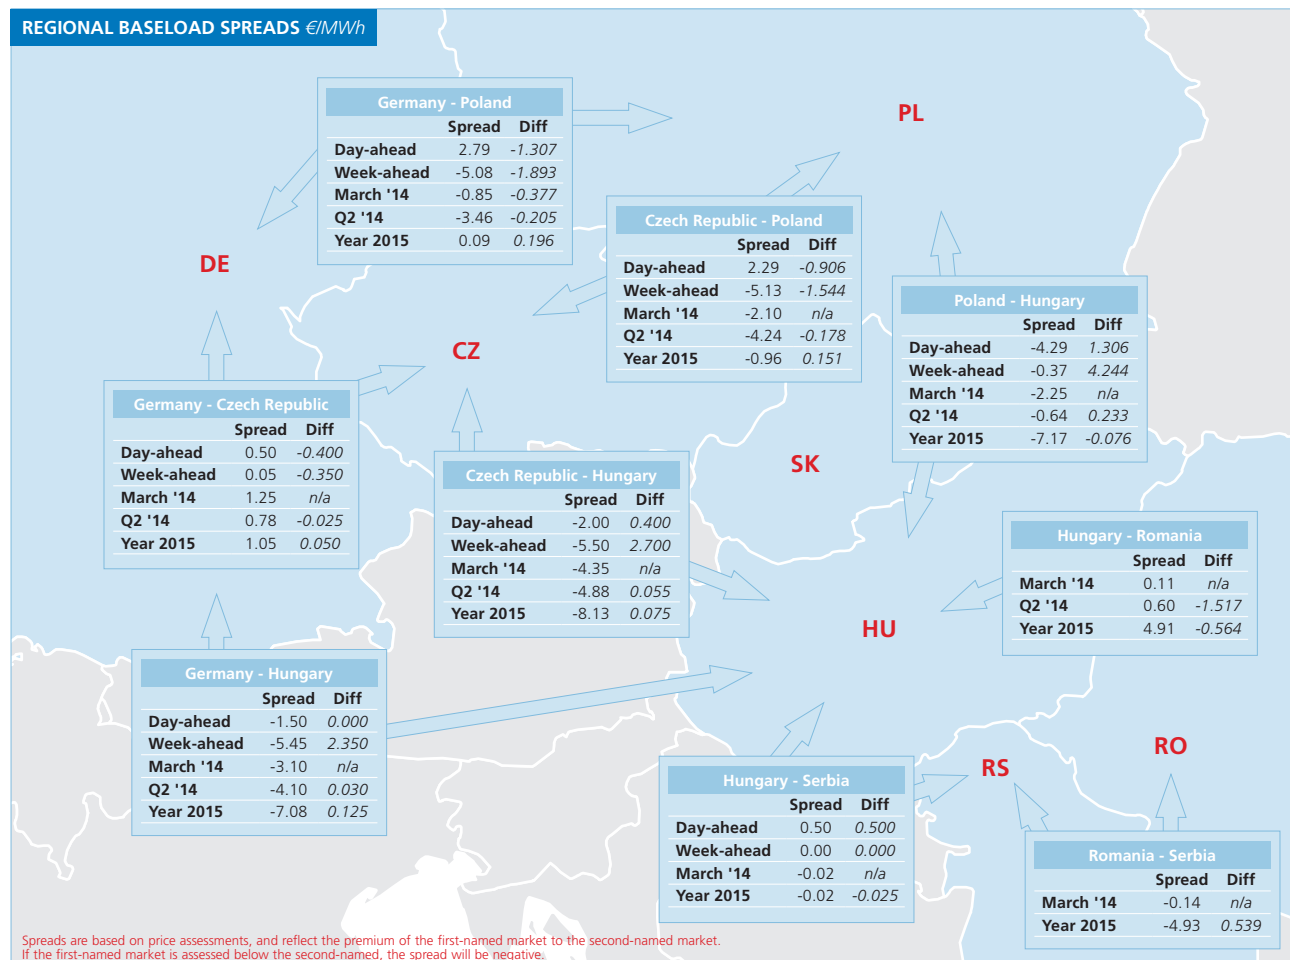 REGIONAL BASELOAD SPREADS €/MWh
Germany - Poland
Spread Diff
Day-ahead 2.79 -1.307
Week-ahead -5.08 -1.893
March '14 -0.85 -0.377
Q2 '14 -3.46 -0.205
Year 2015 0.09 0.196
PL
Czech Republic - Poland
Spread Diff
Day-ahead 2.29 -0.906
Week-ahead -5.13 -1.544
March '14 -2.10 n/a
Q2 '14 -4.24 -0.178
Year 2015 -0.96 0.151
DE
Poland - Hungary
Spread Diff
Day-ahead -4.29 1.306
Week-ahead -0.37 4.244
March '14 -2.25 n/a
Q2 '14 -0.64 0.233
Year 2015 -7.17 -0.076
CZ
Germany - Czech Republic
Spread Diff
Day-ahead 0.50 -0.400
Week-ahead 0.05 -0.350
March '14 1.25 n/a
Q2 '14 0.78 -0.025
Year 2015 1.05 0.050
SK
Czech Republic - Hungary
Spread Diff
Day-ahead -2.00 0.400
Week-ahead -5.50 2.700
March '14 -4.35 n/a
Q2 '14 -4.88 0.055
Year 2015 -8.13 0.075
Hungary - Romania
Spread Diff
March '14 0.11 n/a
Q2 '14 0.60 -1.517
Year 2015 4.91 -0.564
HU
Germany - Hungary
Spread Diff
Day-ahead -1.50 0.000
Week-ahead -5.45 2.350
March '14 -3.10 n/a
Q2 '14 -4.10 0.030
Year 2015 -7.08 0.125
RO
RS
Hungary - Serbia
Spread Diff
Day-ahead 0.50 0.500
Week-ahead 0.00 0.000
March '14 -0.02 n/a
Year 2015 -0.02 -0.025
Romania - Serbia
Spread Diff
March '14 -0.14 n/a
Year 2015 -4.93 0.539
Spreads are based on price assessments, and reflect the premium of the first-named market to the second-named market.
If the first-named market is assessed below the second-named, the spread will be negative.